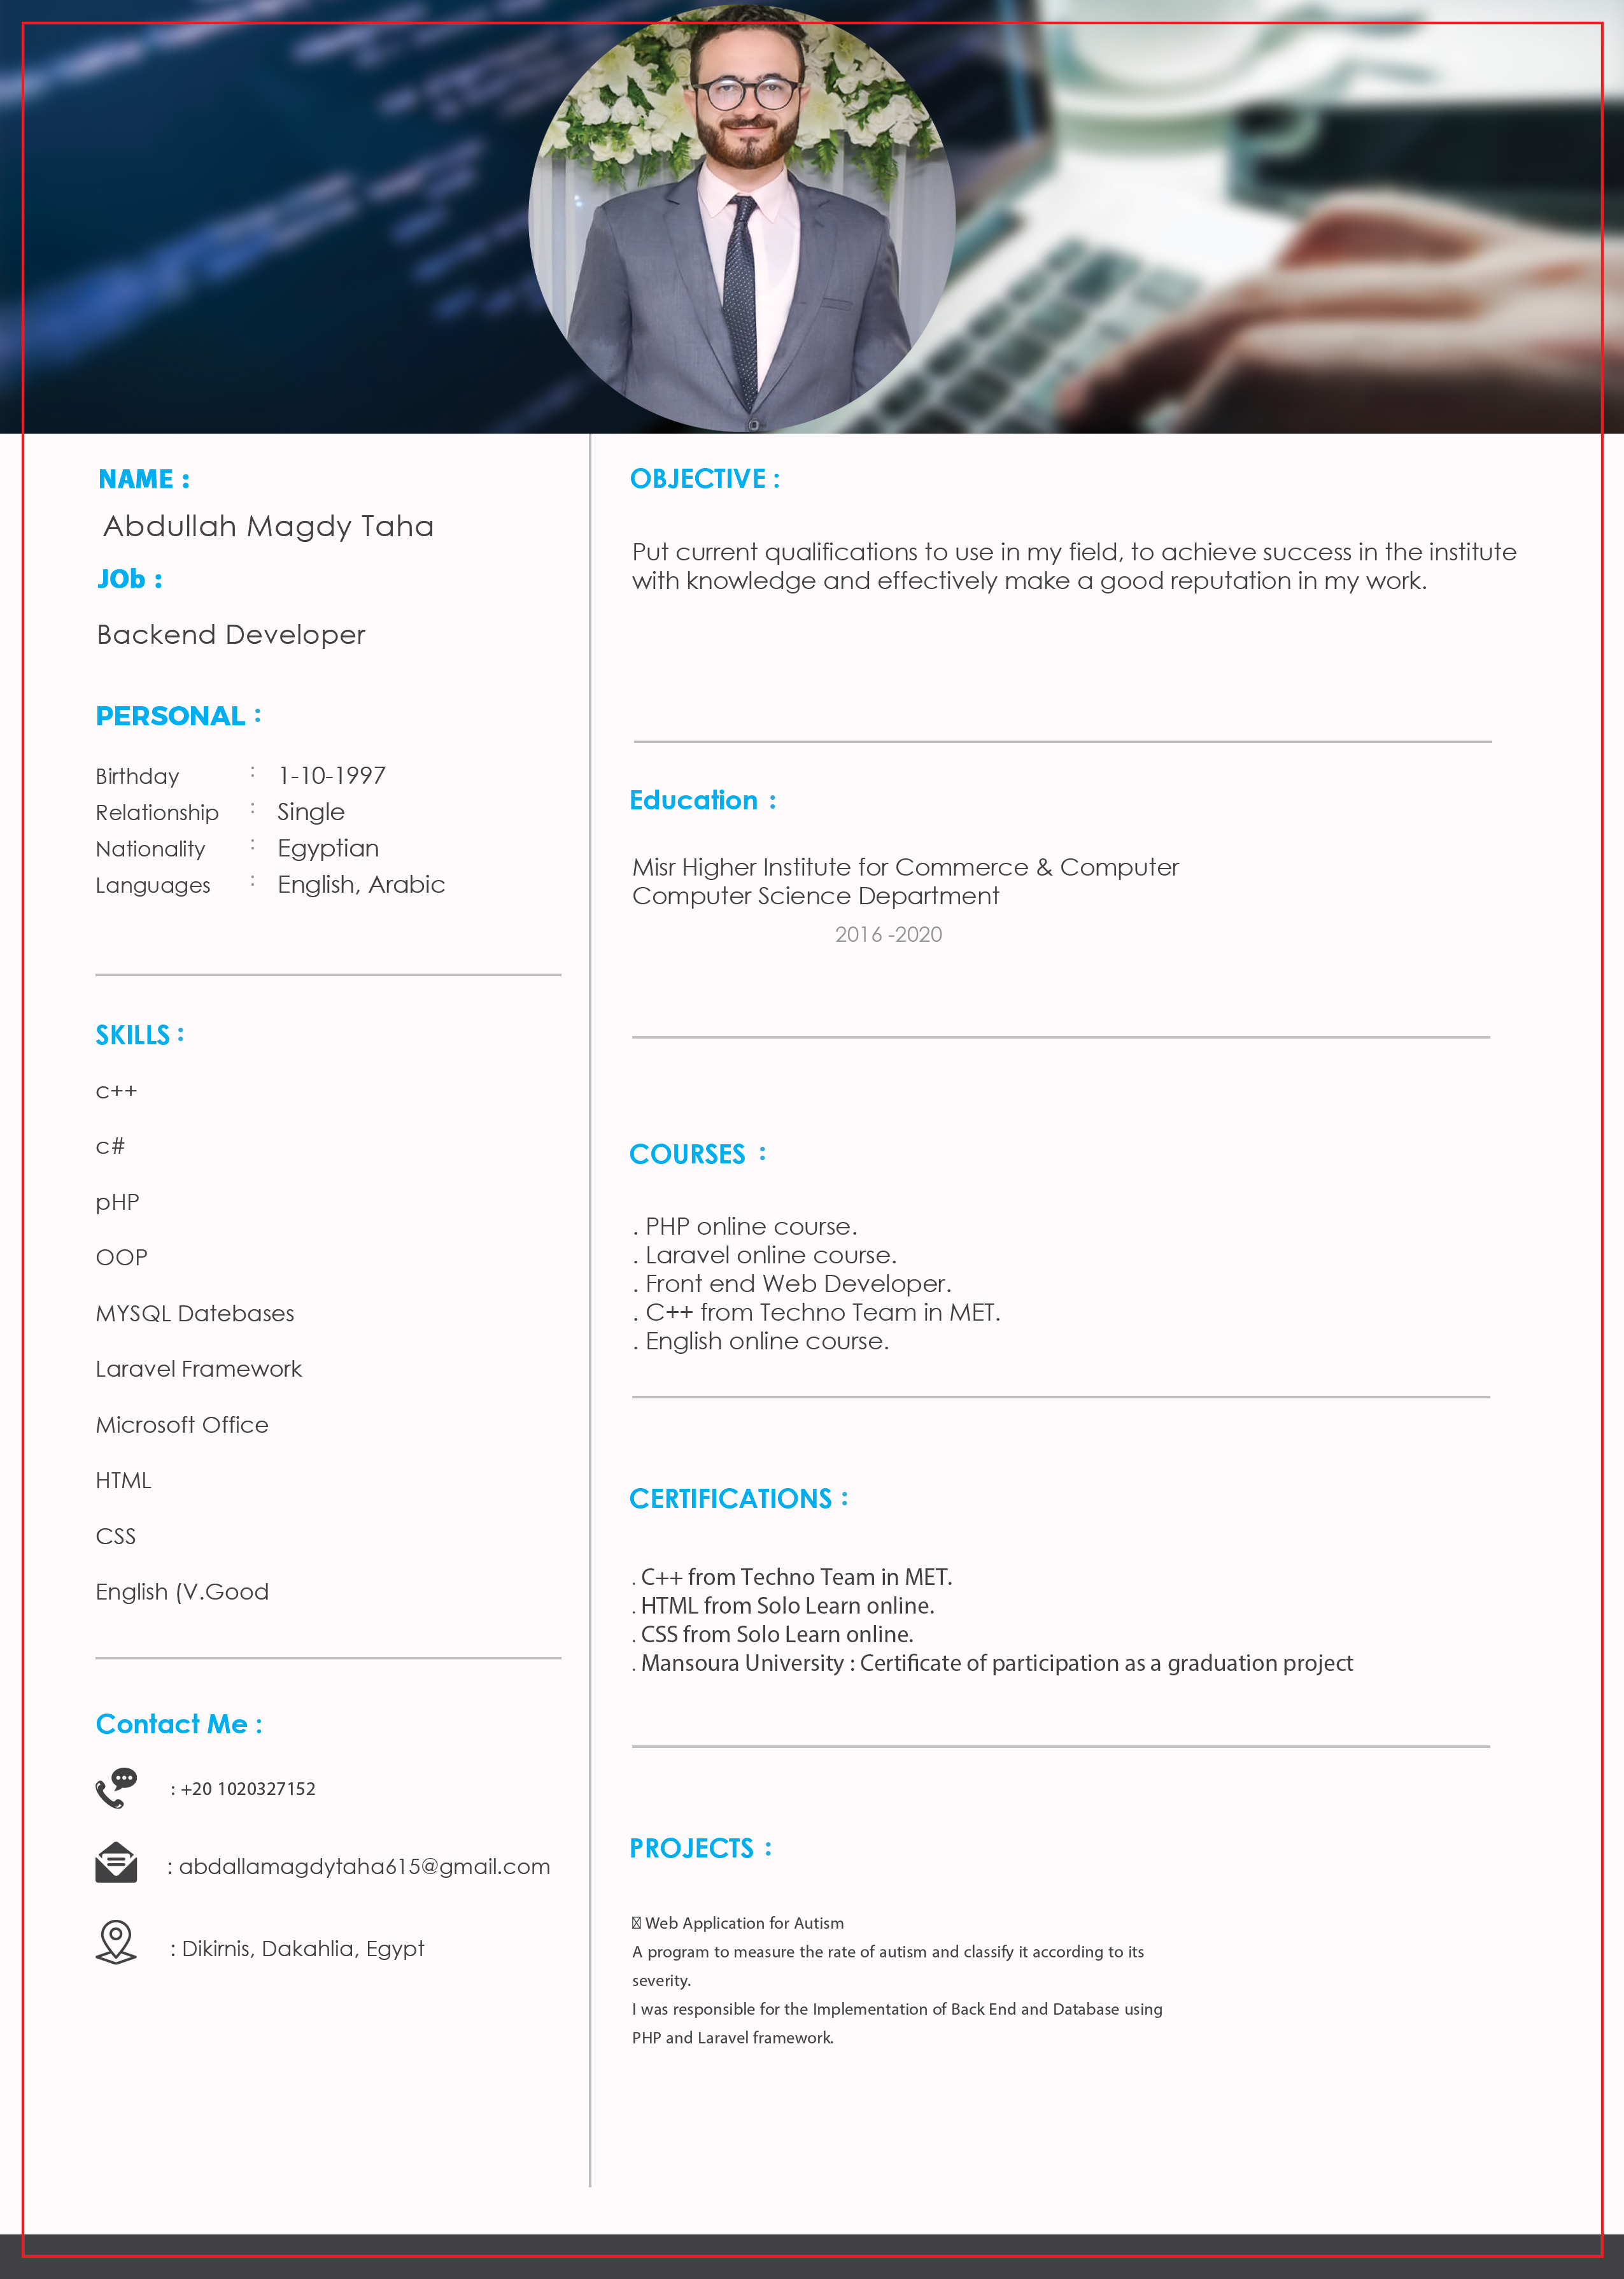 NAME :
Abdullah Magdy Taha
JOb :
Backend Developer
PERSONAL :
Birthday : 1-10-1997
Relationship : Single
Nationality : Egyptian
Languages : English, Arabic
SKILLS :
c++
c#
pHP
OOP
MYSQL Datebases
Laravel Framework
Microsoft Office
HTML
CSS
English (V.Good
Contact Me :
: +20 1020327152
: abdallamagdytaha615@gmail.com
: Dikirnis, Dakahlia, Egypt
OBJECTIVE :
Put current qualifications to use in my field, to achieve success in the institute
with knowledge and effectively make a good reputation in my work.
Education :
Misr Higher Institute for Commerce & Computer
Computer Science Department
2016 -2020
COURSES :
. PHP online course.
. Laravel online course.
. Front end Web Developer.
. C++ from Techno Team in MET.
. English online course.
CERTIFICATIONS :
. C++ from Techno Team in MET.
. HTML from Solo Learn online.
. CSS from Solo Learn online.
. Mansoura University : Certificate of participation as a graduation project
PROJECTS :
Web Application for Autism
A program to measure the rate of autism and classify it according to its
severity.
I was responsible for the Implementation of Back End and Database using
PHP and Laravel framework.